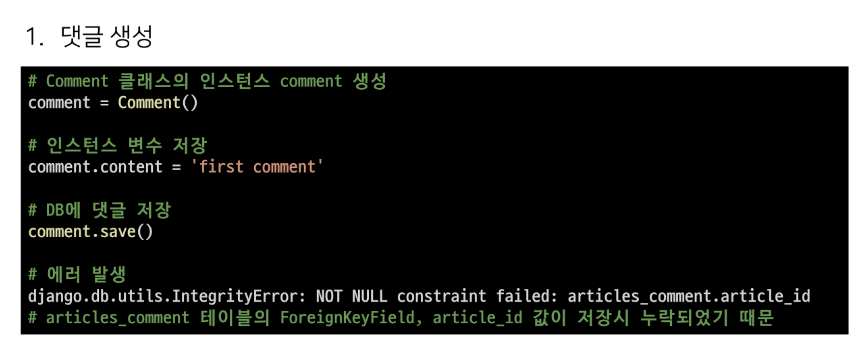 1. 댓글 생성
# Comment 클래스의 인스턴스 comment 생성
comment = Comment()
# 인스턴스 변수 저장
comment.content = 'first comment'
# DB에 댓글 저장
comment.save()
# 에러 발생
django.db.utils.IntegrityError: NOT NULL constraint failed: articles_comment.article_id
# articles_comment 테이블의 ForeignKeyField, article_id 값이 저장시 누락되었기 때문